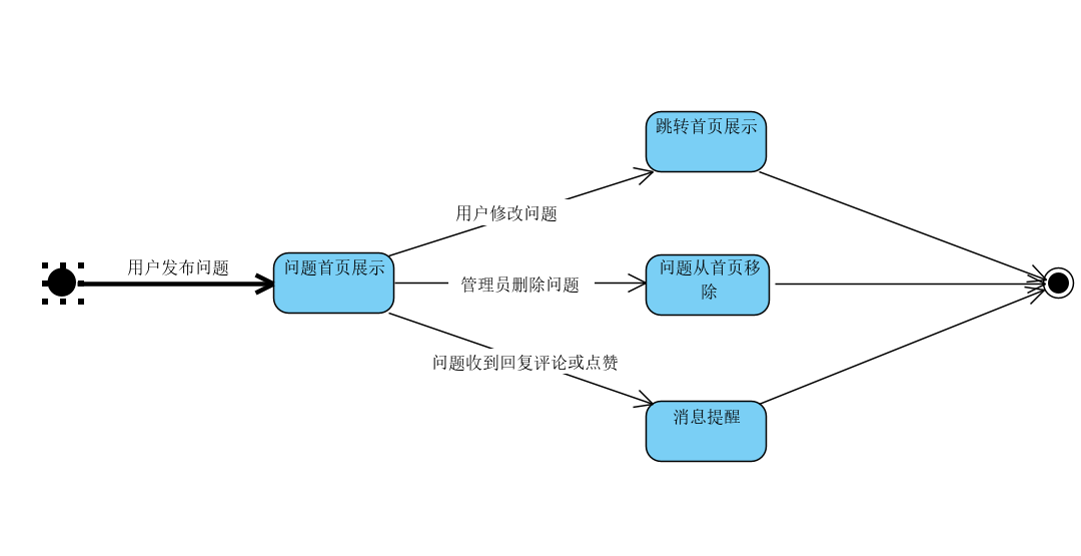 跳转首页展示
用户修改问题
用户发布问题
问题首页展示
管理员删除问题
问题从首页移
除
问题收到回复评论或点赞
消息提醒